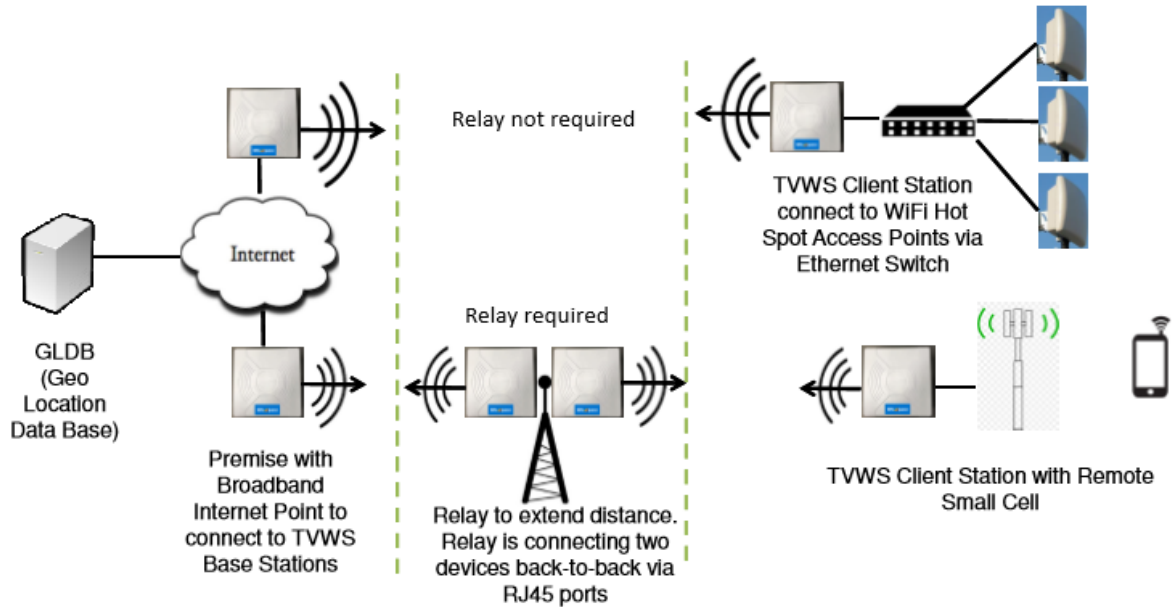 Relay not required
TVWS Client Station
connect to WiFi Hot
Spot Access Points via
Ethernet Switch
Internet
GLDB
(Geo
Location
Data Base)
Relay required
Premise with
Broadband
Internet Point to
connect to TVWS
Base Stations
Relay to extend distance.
Relay is connecting two
devices back-to-back via
RJ45 ports
TVWS Client Station with Remote
Small Cell